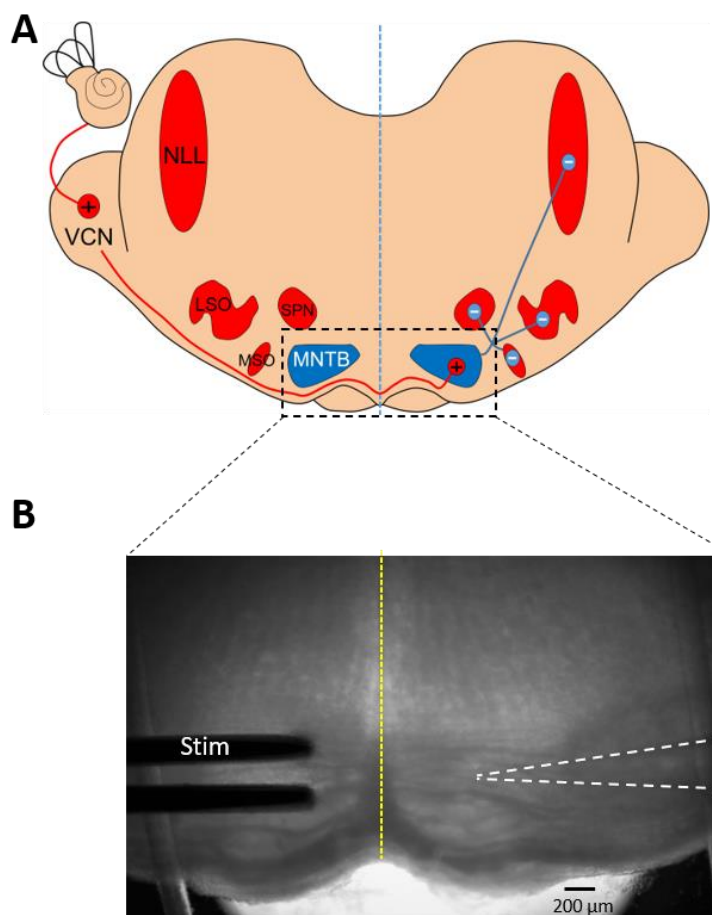 A
NLL
+
VCN
-
LSO
SPN
-
-
MSO
MNTB
+
-
B
Stim
200 µm